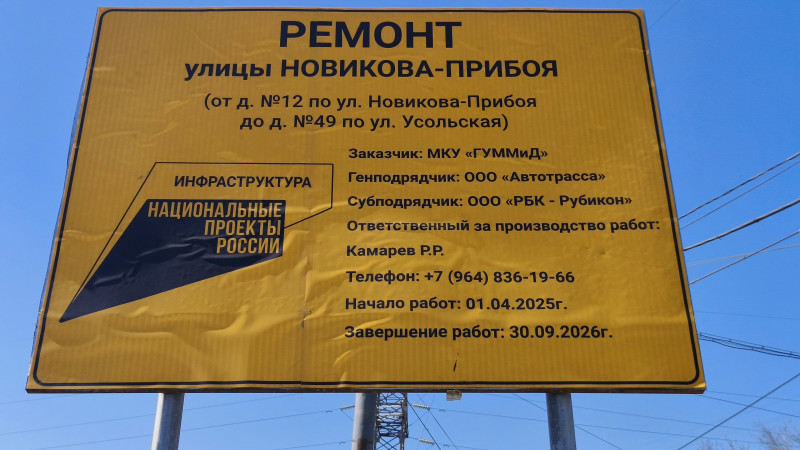 РЕМОНТ
улицы НОВИКОВА-ПРИБОЯ
(от д. №12 по ул. Новикова-Прибоя
до д. №49 по ул. Усольская)
ИНФРАСТРУКТУРА
НАЦИОНАЛЬНЫЕ
ПРОЕКТЫ
РОССИИ
Заказчик: МКУ «ГУММиД»
Генподрядчик: ООО «Автотрасса»
Субподрядчик: ООО «РБК - Рубикон»
Ответственный за производство работ:
Камарев Р.Р.
Телефон: +7 (964) 836-19-66
Начало работ: 01.04.2025г.
Завершение работ: 30.09.2026г.